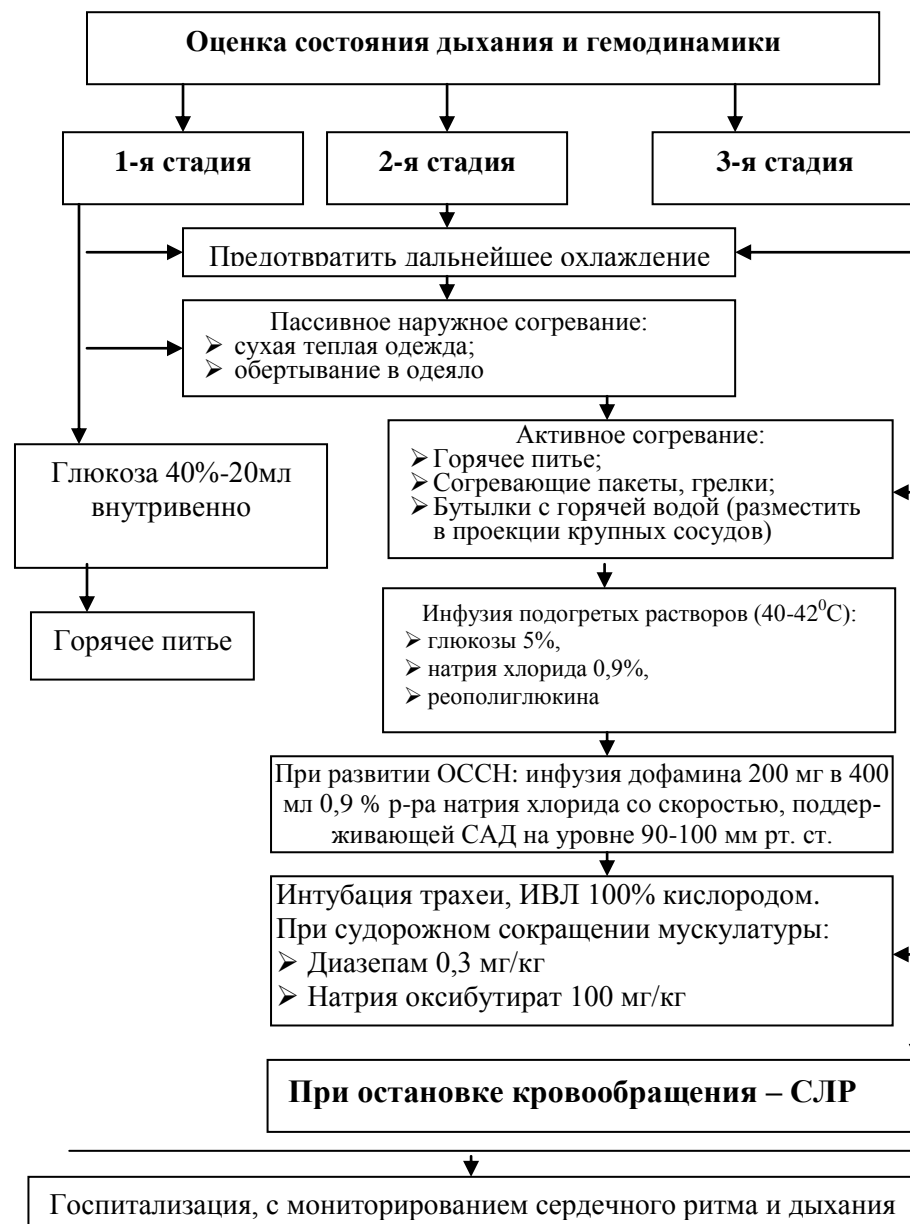 Оценка состояния дыхания и гемодинамики
1-я стадия
2-я стадия
3-я стадия
Предотвратить дальнейшее охлаждение
Пассивное наружное согревание:
➢ сухая теплая одежда;
➢ обертывание в одеяло
Активное согревание:
➢ Горячее питье;
➢ Согревающие пакеты, грелки;
➢ Бутылки с горячей водой (разместить
в проекции крупных сосудов)
Глюкоза 40%-20мл
внутривенно
Горячее питье
Инфузия подогретых растворов (40-42⁰С):
➢ глюкозы 5%,
➢ натрия хлорида 0,9%,
➢ реополиглюкина
При развитии ОССН: инфузия дофамина 200 мг в 400
мл 0,9 % р-ра натрия хлорида со скоростью, поддер-
живающей САД на уровне 90-100 мм рт. ст.
Интубация трахеи, ИВЛ 100% кислородом.
При судорожном сокращении мускулатуры:
➢ Диазепам 0,3 мг/кг
➢ Натрия оксибутират 100 мг/кг
При остановке кровообращения – СЛР
Госпитализация, с мониторированием сердечного ритма и дыхания